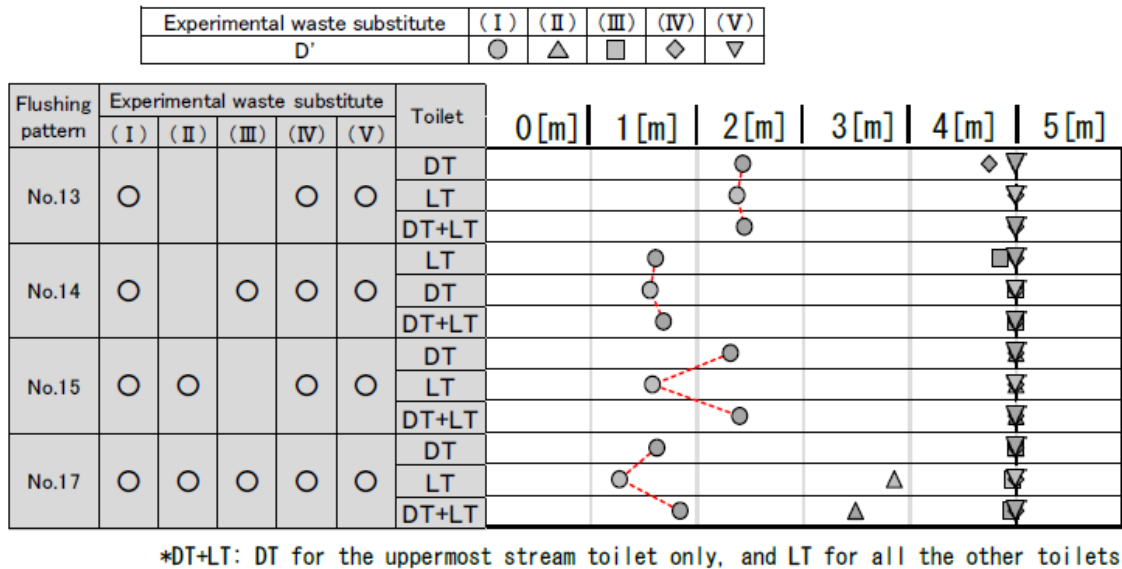 Experimental waste substitute (Ⅰ) (Ⅱ) (Ⅲ) (Ⅳ) (Ⅴ)
D'
Flushing pattern Experimental waste substitute Toilet
(Ⅰ) (Ⅱ) (Ⅲ) (Ⅳ) (Ⅴ)
0[m] 1[m] 2[m] 3[m] 4[m] 5[m]
No.13
DT
LT
DT+LT
No.14
LT
DT
DT+LT
No.15
DT
LT
DT+LT
No.17
DT
LT
DT+LT
*DT+LT: DT for the uppermost stream toilet only, and LT for all the other toilets